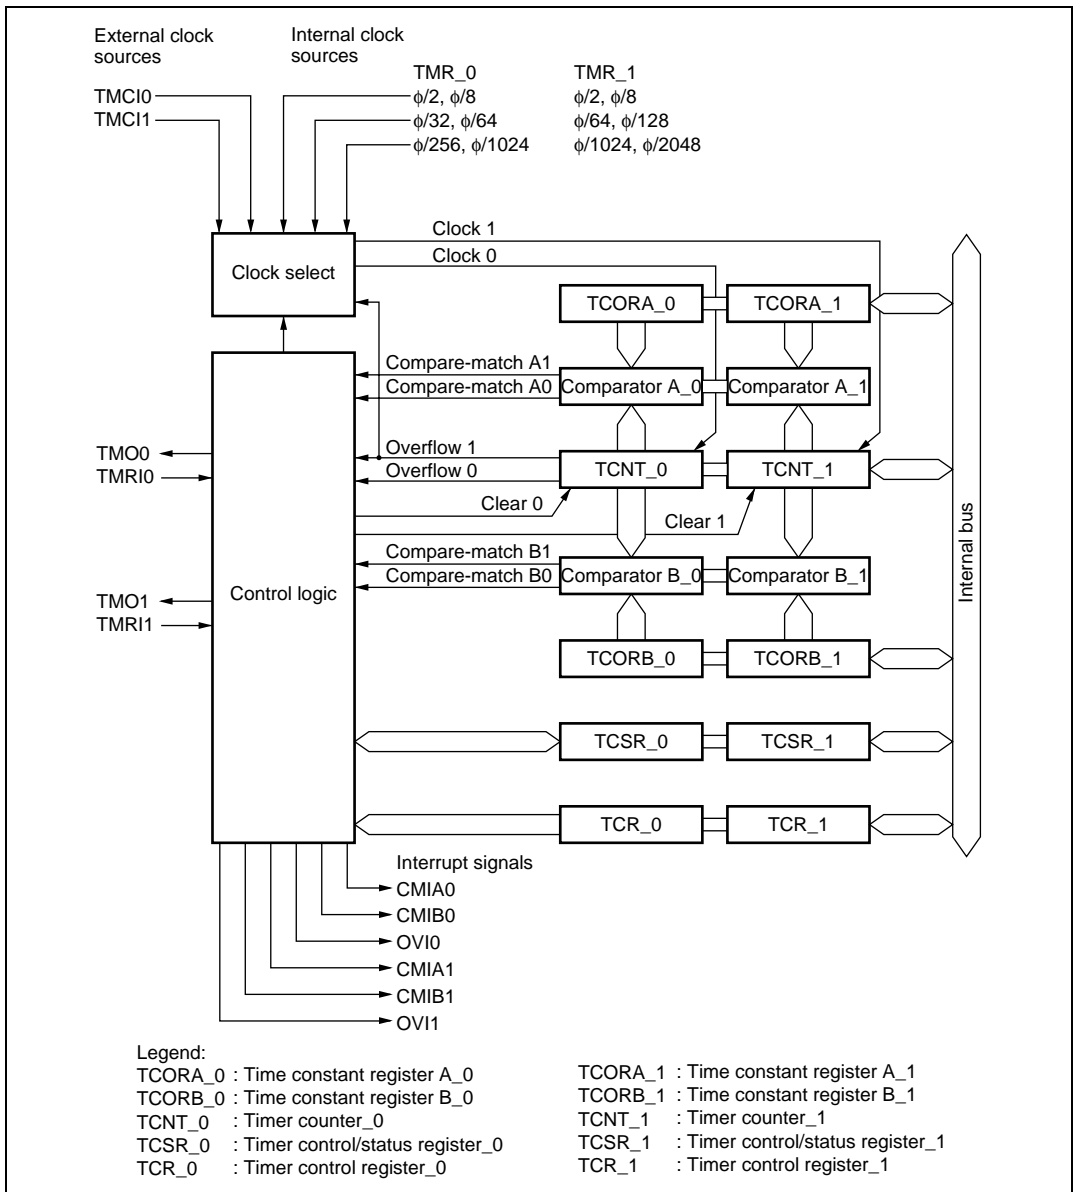 External clock
sources
Internal clock
sources
TMR_0
TMR_1
TMCI0
ϕ/2, ϕ/8
ϕ/2, ϕ/8
TMCI1
ϕ/32, ϕ/64
ϕ/64, ϕ/128
ϕ/256, ϕ/1024
ϕ/1024, ϕ/2048
Clock 1
Clock 0
Clock select
TCORA_0
TCORA_1
Compare-match A1
Compare-match A0
Comparator A_0
Comparator A_1
TMO0
TMRI0
Overflow 1
Overflow 0
TCNT_0
TCNT_1
Clear 0
Clear 1
Internal bus
Compare-match B1
Compare-match B0
Comparator B_0
Comparator B_1
Control logic
TMO1
TMRI1
TCORB_0
TCORB_1
TCSR_0
TCSR_1
TCR_0
TCR_1
Interrupt signals
CMIA0
CMIB0
OVI0
CMIA1
CMIB1
OVI1
Legend:
TCORA_0 : Time constant register A_0
TCORB_0 : Time constant register B_0
TCNT_0 : Timer counter_0
TCSR_0 : Timer control/status register_0
TCR_0 : Timer control register_0
TCORA_1 : Time constant register A_1
TCORB_1 : Time constant register B_1
TCNT_1 : Timer counter_1
TCSR_1 : Timer control/status register_1
TCR_1 : Timer control register_1